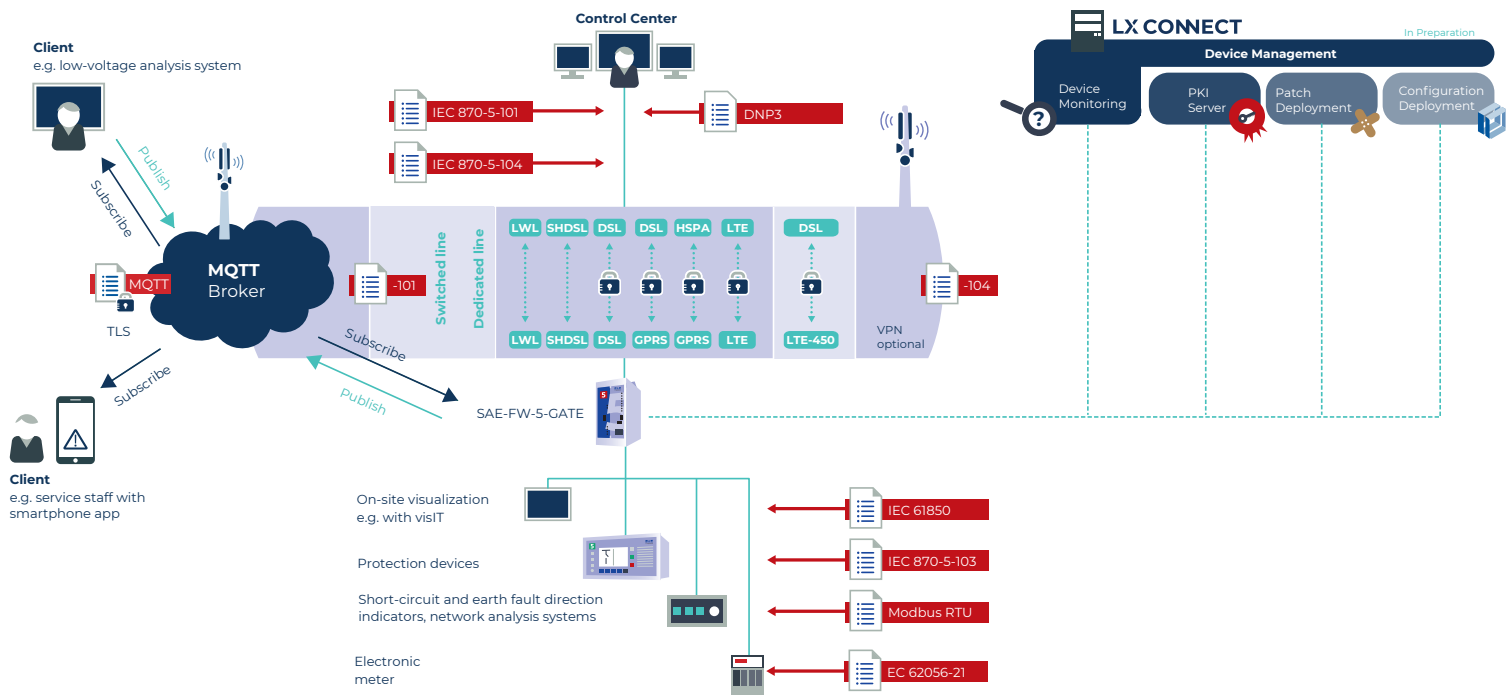 Control Center
LX CONNECT
In Preparation
Device Management
Device
Monitoring
PKI
Server
Patch
Deployment
Configuration
Deployment
Client
e.g. low-voltage analysis system
IEC 870-5-101
DNP3
IEC 870-5-104
Publish
Subscribe
MQTT
Broker
MQTT
TLS
-101
Switched line
Dedicated line
LWL
SHDSL
DSL
DSL
HSPA
LTE
DSL
LWL
SHDSL
DSL
GPRS
GPRS
LTE
LTE-450
VPN
optional
-104
Subscribe
Publish
Subscribe
SAE-FW-5-GATE
Client
e.g. service staff with
smartphone app
On-site visualization
e.g. with visIT
IEC 61850
Protection devices
IEC 870-5-103
Short-circuit and earth fault direction
indicators, network analysis systems
Modbus RTU
Electronic
meter
EC 62056-21